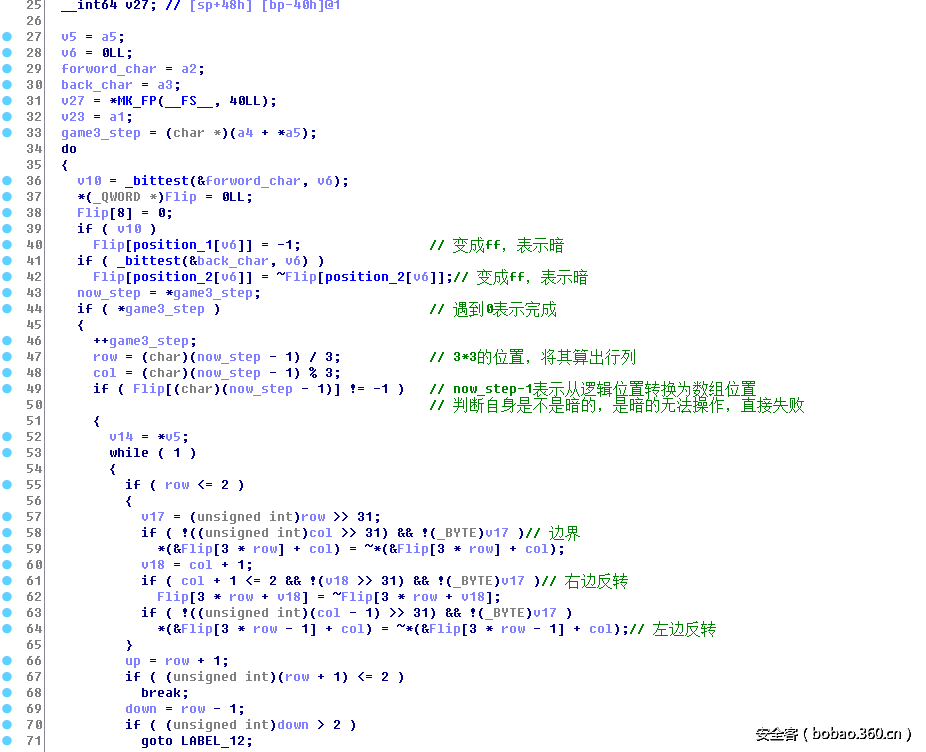 25 __int64 v27; // [sp+48h] [bp-40h]@1
26
27 v5 = a5;
28 v6 = 0LL;
29 forword_char = a2;
30 back_char = a3;
31 v27 = *MK_FP(__FS__, 40LL);
32 v23 = a1;
33 game3_step = (char *)(a4 + *a5);
34 do
35 {
36 v10 = _bittest(&forword_char, v6);
37 *(_QWORD *)Flip = 0LL;
38 Flip[8] = 0;
39 if ( v10 )
40 Flip[position_1[v6]] = -1; // 变成ff，表示暗
41 if ( _bittest(&back_char, v6) )
42 Flip[position_2[v6]] = ~Flip[position_2[v6]];// 变成ff，表示暗
43 now_step = *game3_step;
44 if ( *game3_step ) // 遇到0表示完成
45 {
46 ++game3_step;
47 row = (char)(now_step - 1) / 3; // 3*3的位置，将其算出行列
48 col = (char)(now_step - 1) % 3;
49 if ( Flip[(char)(now_step - 1)] != -1 ) // now_step-1表示从逻辑位置转换为数组位置
50 // 判断自身是不是暗的，是暗的无法操作，直接失败
51 {
52 v14 = *v5;
53 while ( 1 )
54 {
55 if ( row <= 2 )
56 {
57 v17 = (unsigned int)row >> 31;
58 if ( !((unsigned int)col >> 31) && !(_BYTE)v17 )// 边界
59 *(&Flip[3 * row] + col) = ~*(&Flip[3 * row] + col);
60 v18 = col + 1;
61 if ( col + 1 <= 2 && !(v18 >> 31) && !(_BYTE)v17 )// 右边反转
62 Flip[3 * row + v18] = ~Flip[3 * row + v18];
63 if ( !((unsigned int)(col - 1) >> 31) && !(_BYTE)v17 )
64 *(&Flip[3 * row - 1] + col) = ~*(&Flip[3 * row - 1] + col);// 左边反转
65 }
66 up = row + 1;
67 if ( (unsigned int)(row + 1) <= 2 )
68 break;
69 down = row - 1;
70 if ( (unsigned int)down > 2 )
71 goto LABEL_12;
安全客（bobao.360.cn）